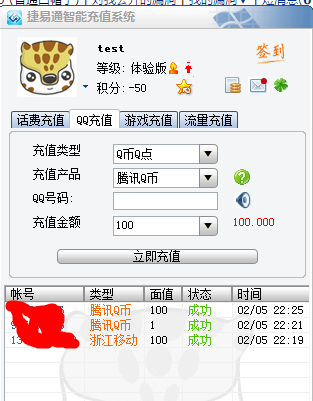 捷易通智能充值系统
test
签到
等级: 体验版
积分: -50
话费充值 QQ充值 游戏充值 流量充值
充值类型 Q币Q点
充值产品 腾讯Q币
QQ号码:
充值金额 100 100.000
立即充值
帐号 类型 面值 状态 时间
腾讯Q币 100 成功 02/05 22:25
腾讯Q币 1 成功 02/05 22:21
浙江移动 100 成功 02/05 22:19